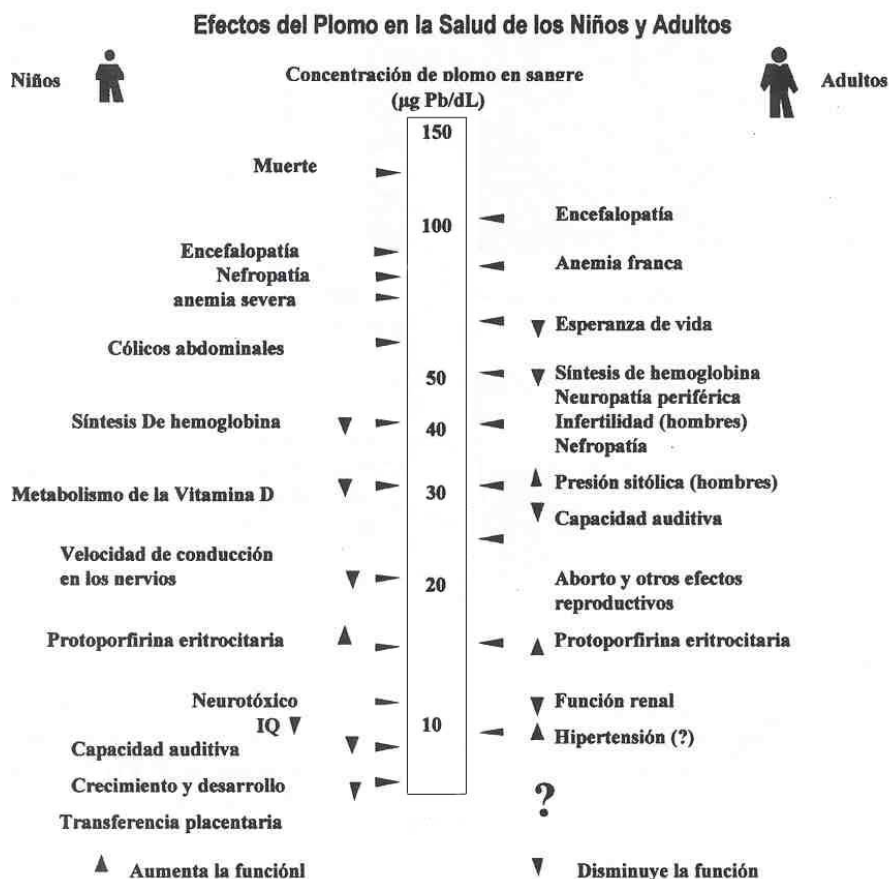 Efectos del Plomo en la Salud de los Niños y Adultos
Niños
Concentración de plomo en sangre
(µg Pb/dL)
Adultos
150
Muerte
Encefalopatía
100
Encefalopatía
Nefropatía
anemia severa
Anemia franca
Esperanza de vida
Cólicos abdominales
50
Síntesis de hemoglobina
Neuropatía periférica
Síntesis De hemoglobina
40
Infertilidad (hombres)
Nefropatía
Metabolismo de la Vitamina D
30
Presión sitólica (hombres)
Capacidad auditiva
Velocidad de conducción
en los nervios
20
Aborto y otros efectos
reproductivos
Protoporfirina eritrocitaria
Protoporfirina eritrocitaria
Neurotóxico
IQ
10
Función renal
Hipertensión (?)
Capacidad auditiva
Crecimiento y desarrollo
?
Transferencia placentaria
Aumenta la funciónl
Disminuye la función